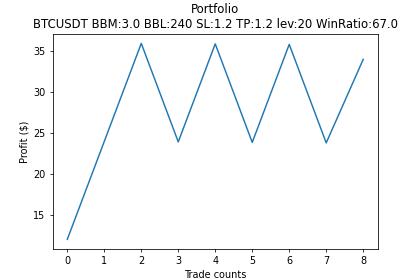 Portfolio
BTCUSDT BBM:3.0 BBL:240 SL:1.2 TP:1.2 lev:20 WinRatio:67.0
35
30
25
20
15
Profit ($)
0 1 2 3 4 5 6 7 8
Trade counts